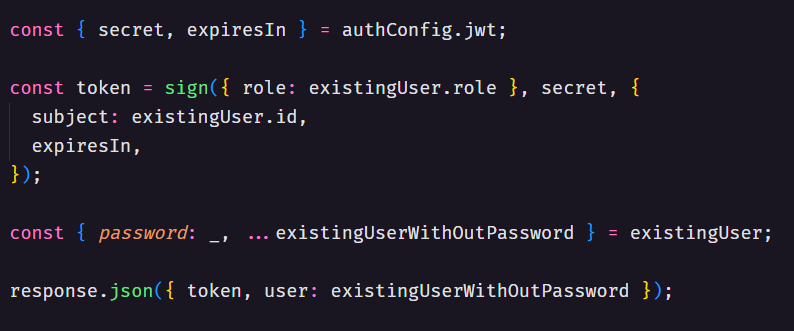 const { secret, expiresIn } = authConfig.jwt;
const token = sign({ role: existingUser.role }, secret, {
subject: existingUser.id,
expiresIn,
});
const { password: _, ...existingUserWithOutPassword } = existingUser;
response.json({ token, user: existingUserWithOutPassword });